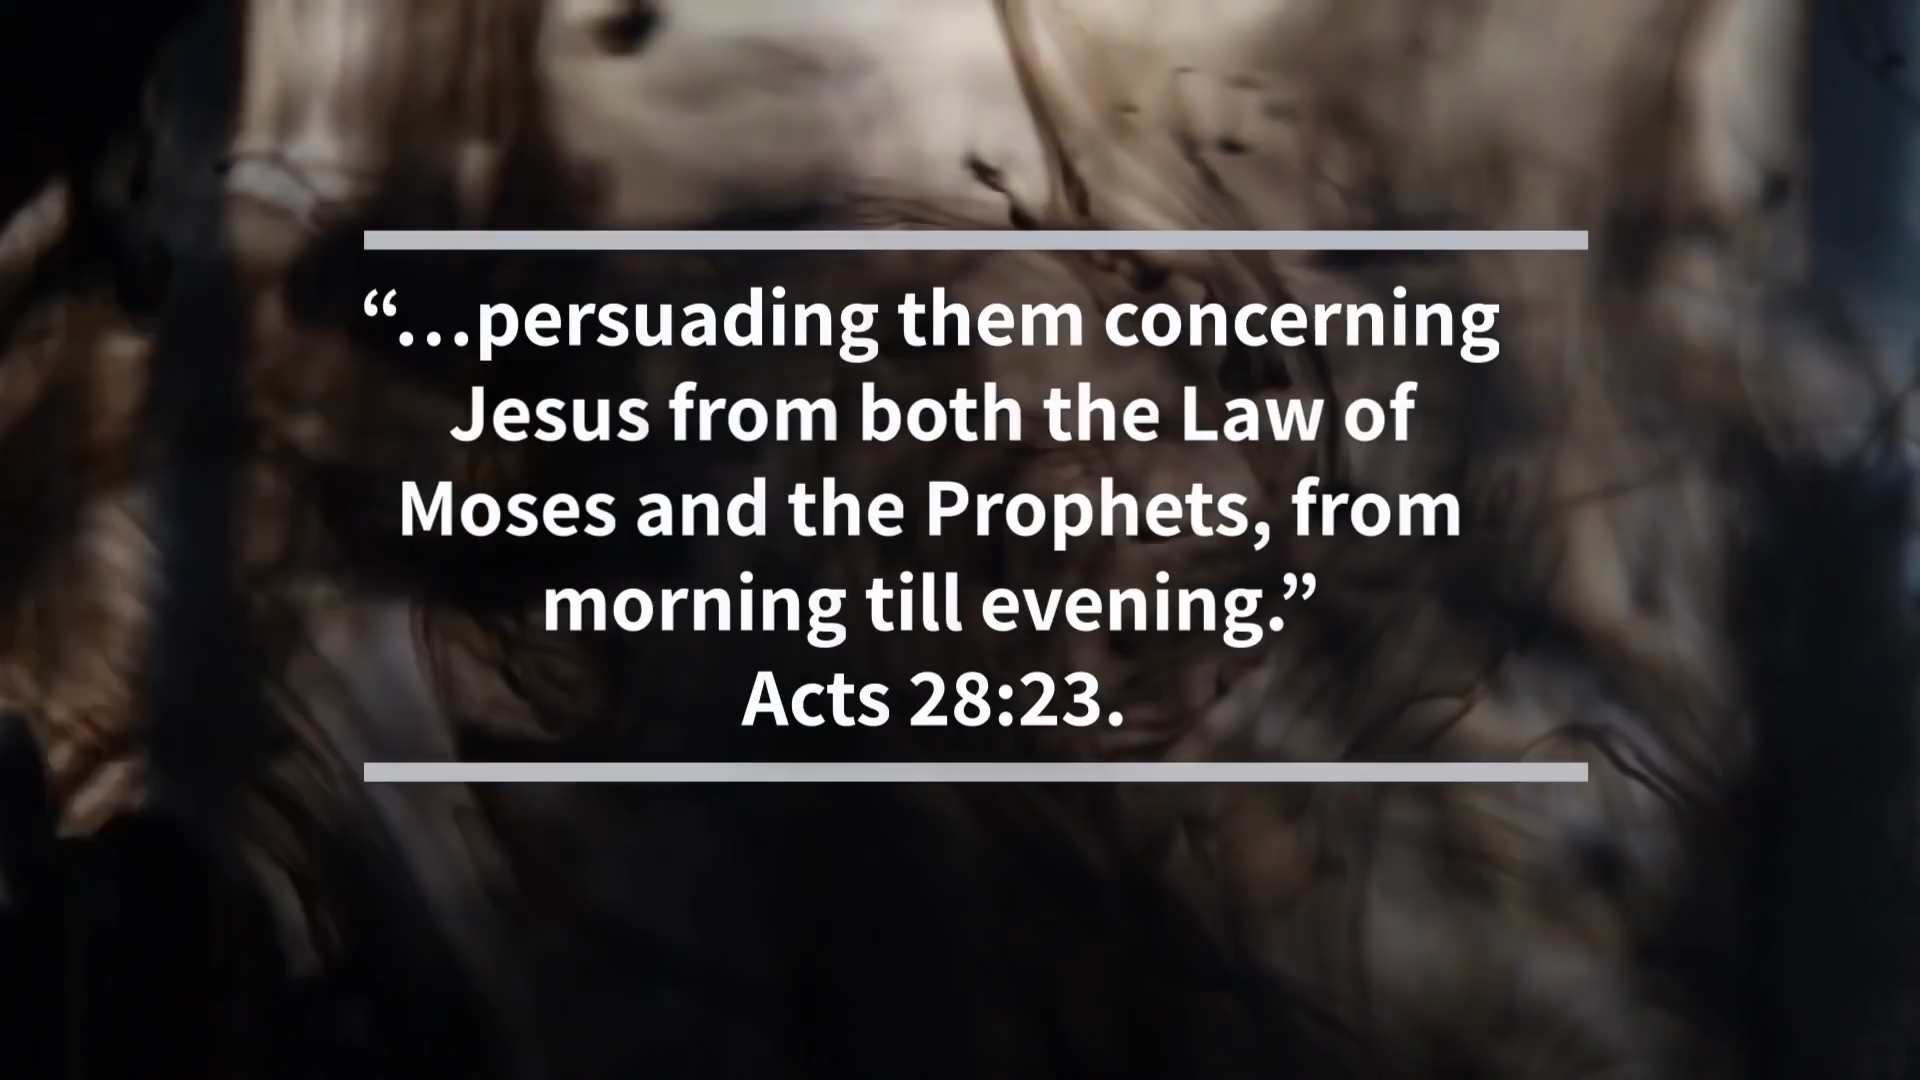 “…persuading them concerning
Jesus from both the Law of
Moses and the Prophets, from
morning till evening.”
Acts 28:23.